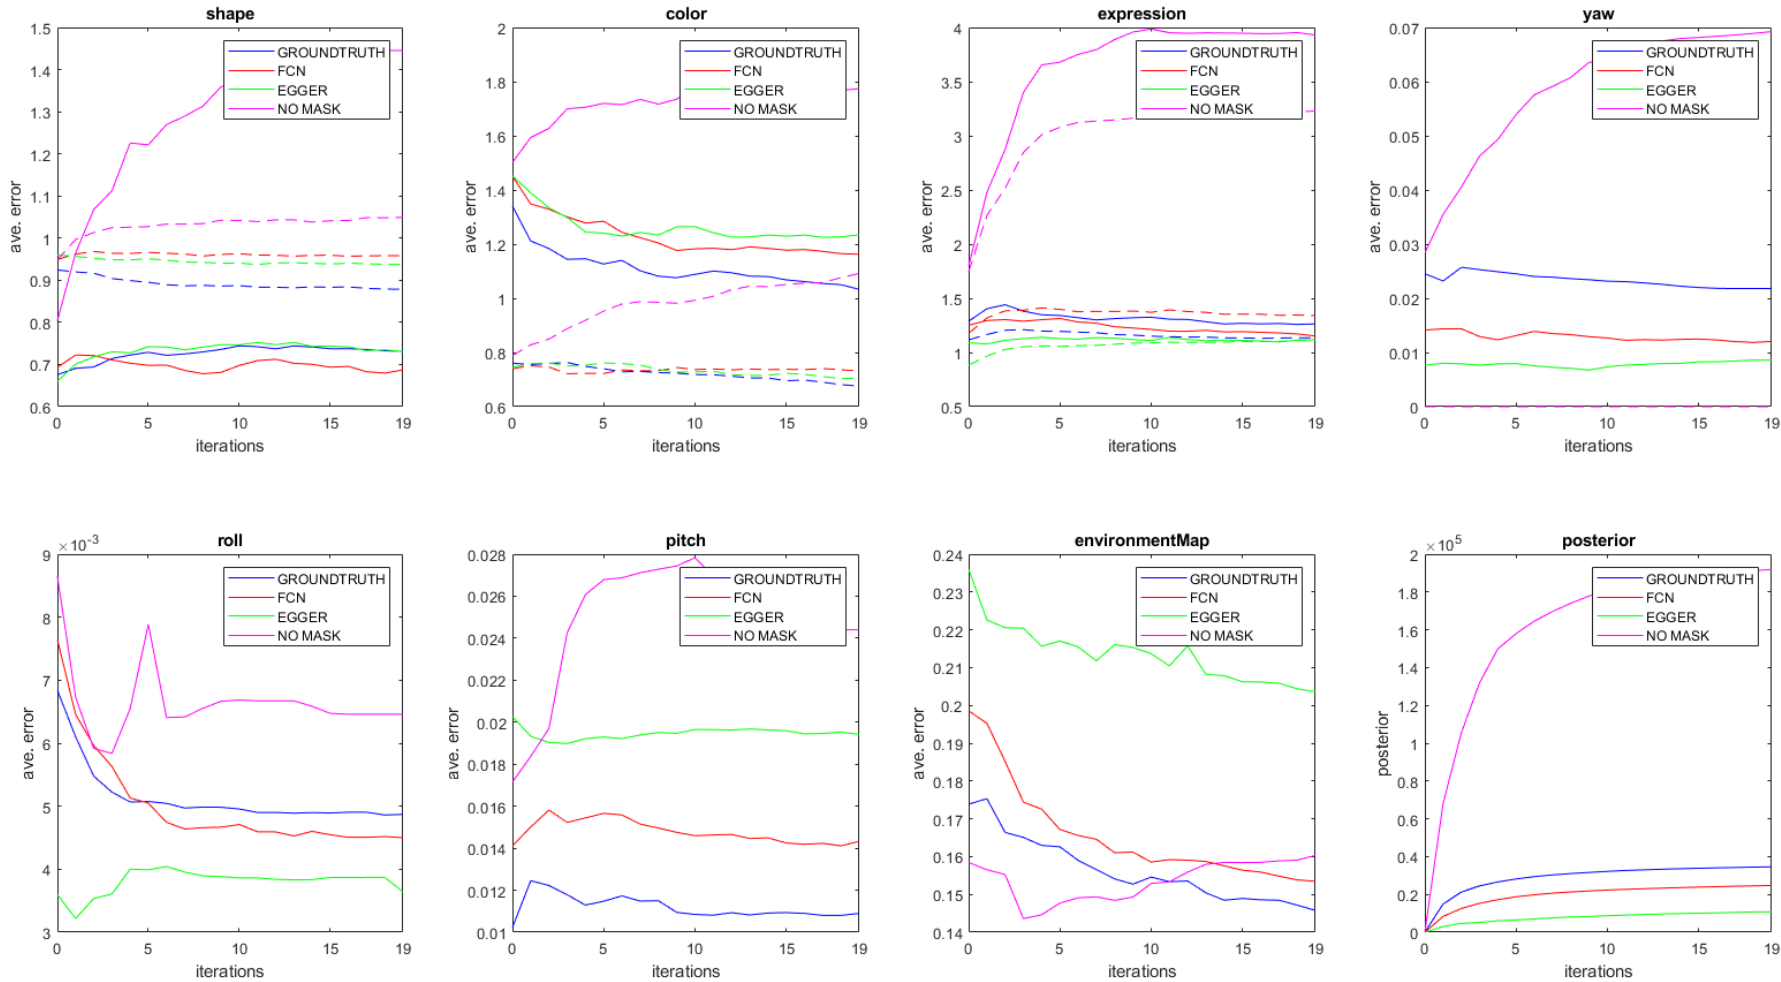 shape
1.5
1.4
1.3
1.2
1.1
1
0.9
0.8
0.7
0.6
ave. error
0 5 10 15 19
iterations
GROUNDTRUTH
FCN
EGGER
NO MASK
color
2
1.8
1.6
1.4
1.2
1
0.8
0.6
ave. error
0 5 10 15 19
iterations
GROUNDTRUTH
FCN
EGGER
NO MASK
expression
4
3.5
3
2.5
2
1.5
1
0.5
ave. error
0 5 10 15 19
iterations
GROUNDTRUTH
FCN
EGGER
NO MASK
yaw
0.07
0.06
0.05
0.04
0.03
0.02
0.01
0
ave. error
0 5 10 15 19
iterations
GROUNDTRUTH
FCN
EGGER
NO MASK
roll
×10-3
9
8
7
6
5
4
3
ave. error
0 5 10 15 19
iterations
GROUNDTRUTH
FCN
EGGER
NO MASK
pitch
0.028
0.026
0.024
0.022
0.02
0.018
0.016
0.014
0.012
0.01
ave. error
0 5 10 15 19
iterations
GROUNDTRUTH
FCN
EGGER
NO MASK
environmentMap
0.24
0.23
0.22
0.21
0.2
0.19
0.18
0.17
0.16
0.15
0.14
ave. error
0 5 10 15 19
iterations
GROUNDTRUTH
FCN
EGGER
NO MASK
posterior
×10^5
2
1.8
1.6
1.4
1.2
1
0.8
0.6
0.4
0.2
0
posterior
0 5 10 15 19
iterations
GROUNDTRUTH
FCN
EGGER
NO MASK